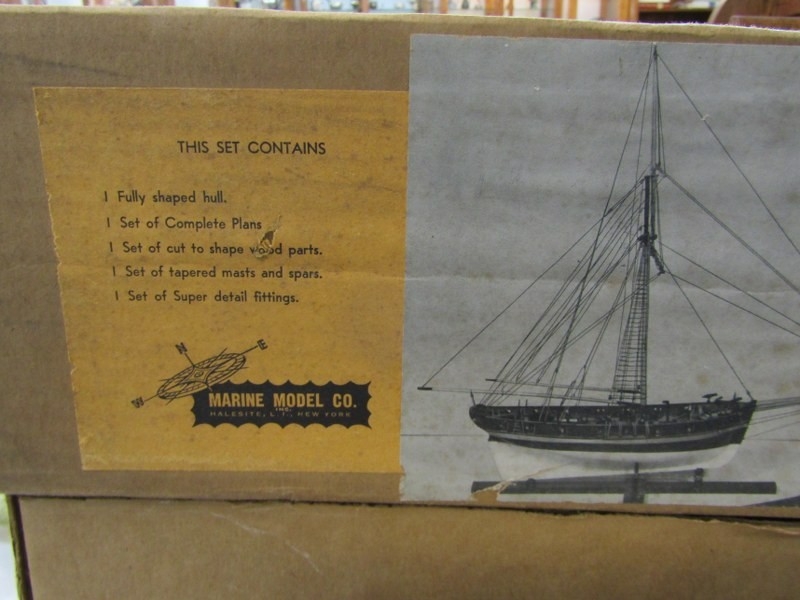 THIS SET CONTAINS
1 Fully shaped hull.
1 Set of Complete Plans
1 Set of cut to shape wood parts.
1 Set of tapered masts and spars.
1 Set of Super detail fittings.
N
E
W
MARINE MODEL CO.
INC.
HALESITE, L. I., NEW YORK